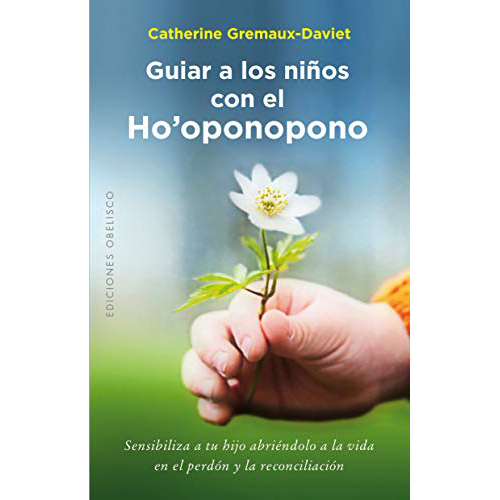 Catherine Gremaux-Daviet
Guiar a los niños
con el
Ho'oponopono
EDICIONES OBELISCO
Sensibiliza a tu hijo abriéndolo a la vida
en el perdón y la reconciliación